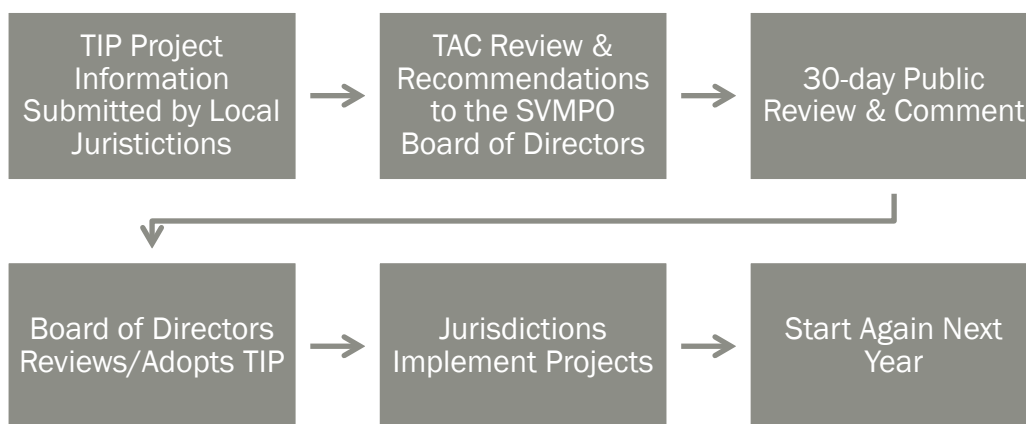 TIP Project
Information
Submitted by Local
Juristictions
TAC Review &
Recommendations
to the SVMPO
Board of Directors
30-day Public
Review & Comment
Board of Directors
Reviews/Adopts TIP
Jurisdictions
Implement Projects
Start Again Next
Year